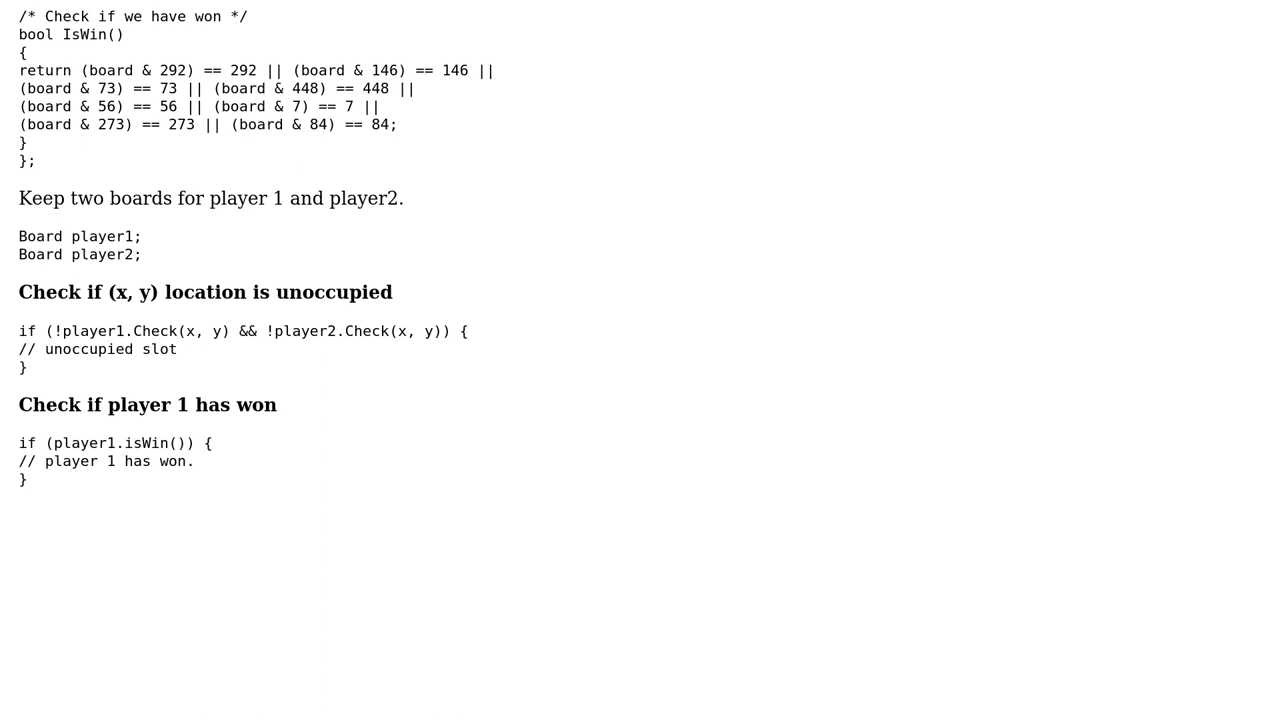 /* Check if we have won */
bool IsWin()
{
return (board & 292) == 292 || (board & 146) == 146 ||
(board & 73) == 73 || (board & 448) == 448 ||
(board & 56) == 56 || (board & 7) == 7 ||
(board & 273) == 273 || (board & 84) == 84;
}
};
Keep two boards for player 1 and player2.
Board player1;
Board player2;
Check if (x, y) location is unoccupied
if (!player1.Check(x, y) && !player2.Check(x, y)) {
// unoccupied slot
}
Check if player 1 has won
if (player1.isWin()) {
// player 1 has won.
}